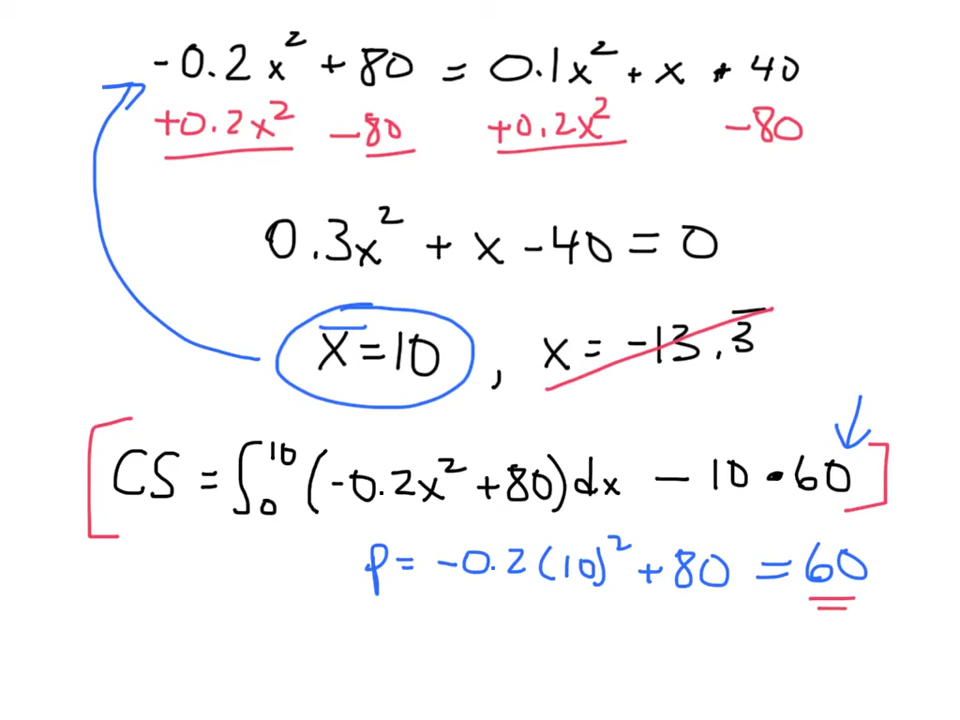 -0.2x² + 80 = 0.1x² + x + 40
+0.2x² -80 +0.2x² -80
0.3x² + x - 40 = 0
x̅ = 10 , x = -13.3̅
[CS = ∫₀¹⁰ (-0.2x² + 80) dx - 10 • 60]
p = -0.2(10)² + 80 = 60